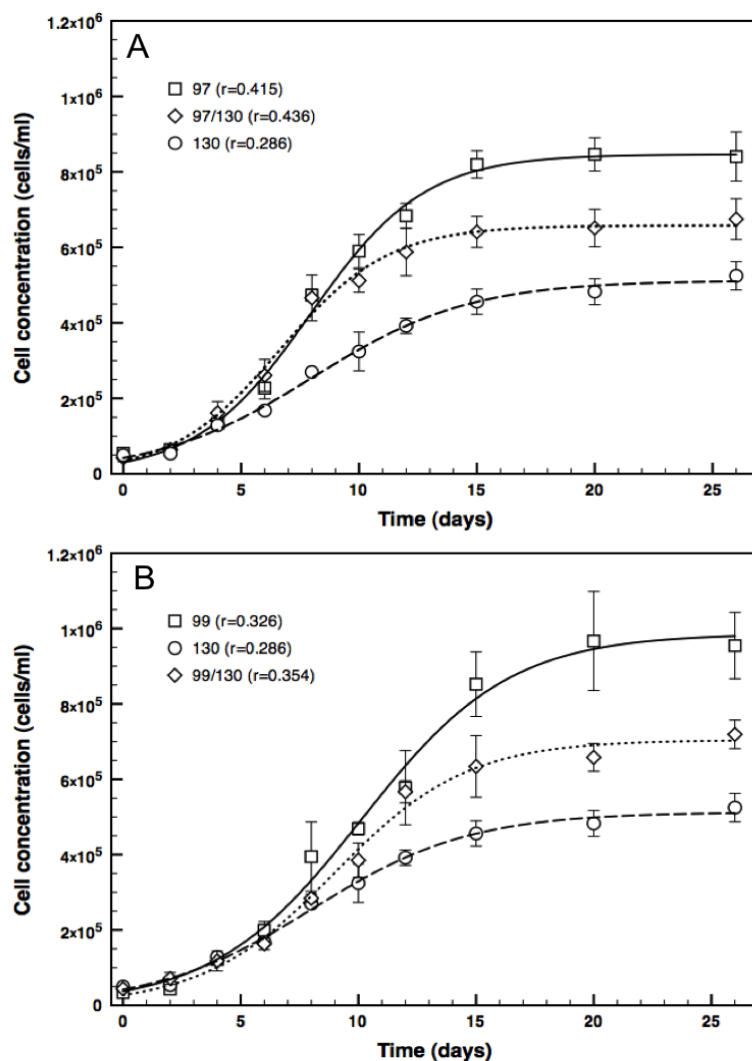 A
1.2x10⁶
1x10⁶
8x10⁵
6x10⁵
4x10⁵
2x10⁵
0
Cell concentration (cells/ml)
97 (r=0.415)
97/130 (r=0.436)
130 (r=0.286)
0 5 10 15 20 25
Time (days)
B
1.2x10⁶
1x10⁶
8x10⁵
6x10⁵
4x10⁵
2x10⁵
0
Cell concentration (cells/ml)
99 (r=0.326)
130 (r=0.286)
99/130 (r=0.354)
0 5 10 15 20 25
Time (days)